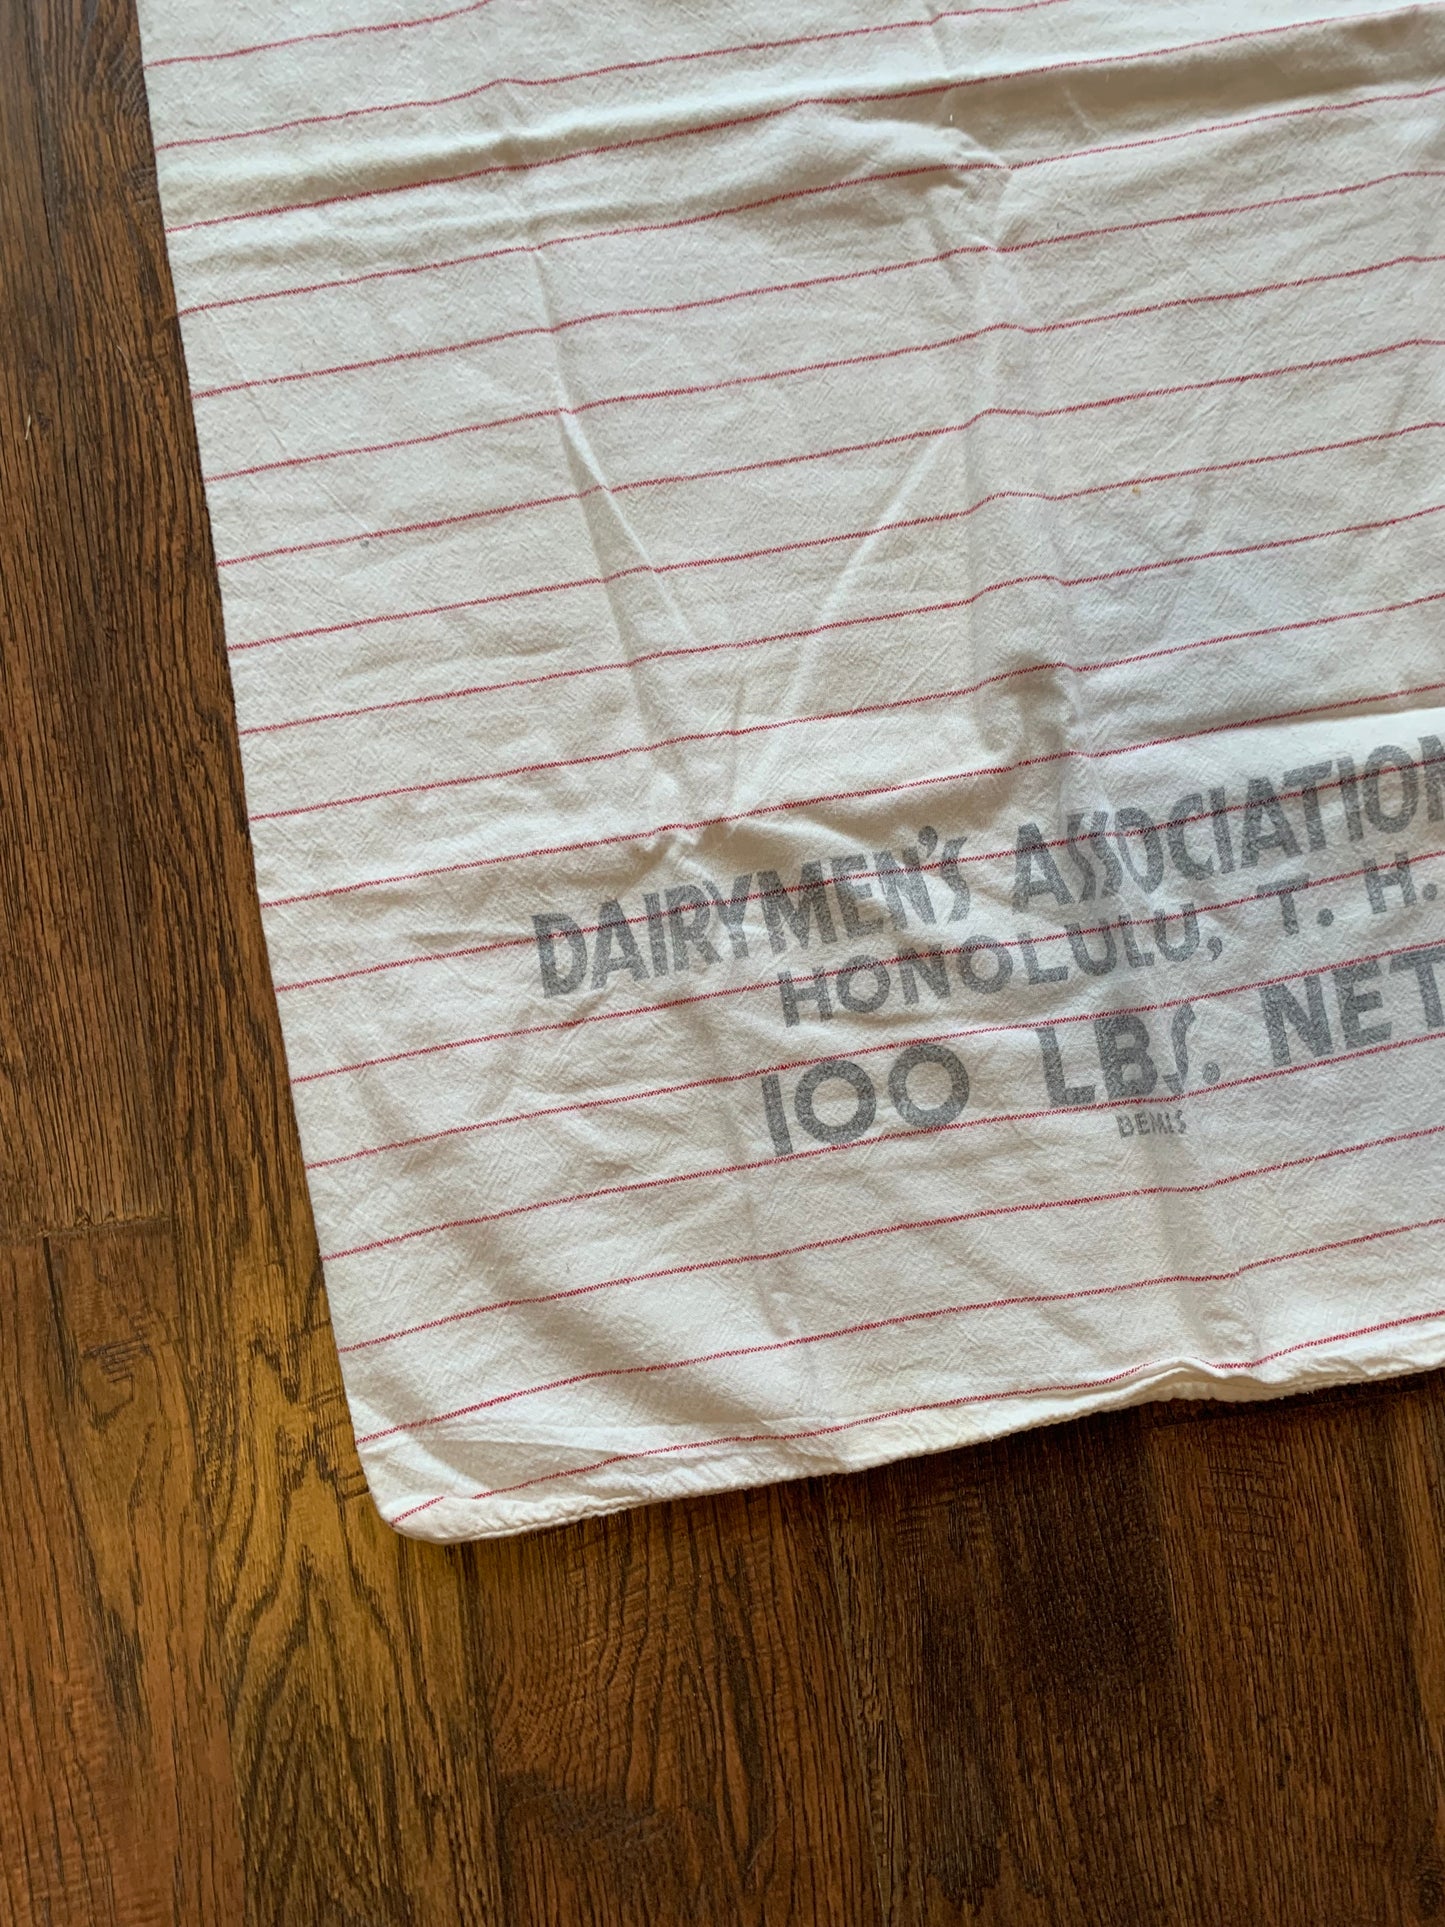 DAIRYMEN'S ASSOCIATION
HONOLULU, T. H.
100 LBS. NET
BEMIS